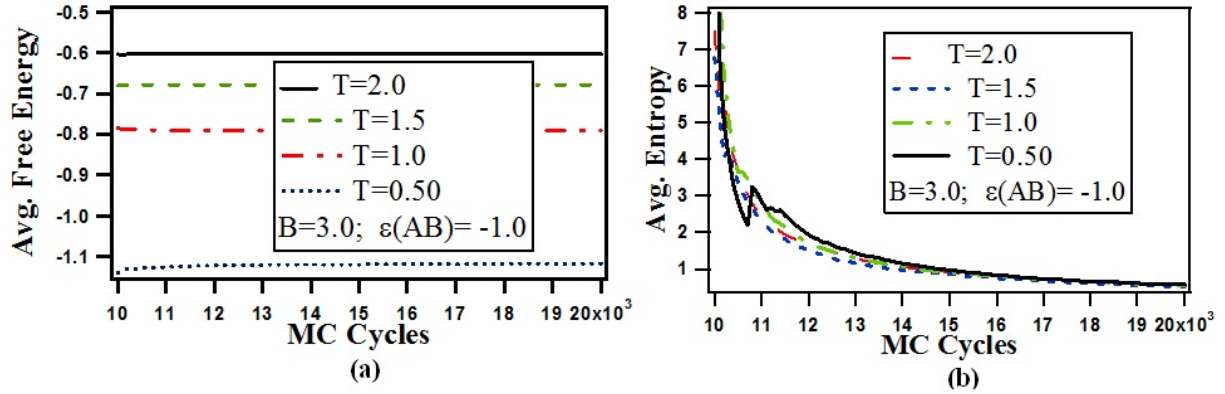 -0.5
-0.6
-0.7
-0.8
-0.9
-1.0
-1.1
Avg. Free Energy
T=2.0
T=1.5
T=1.0
T=0.50
B=3.0; ε(AB)= -1.0
10 11 12 13 14 15 16 17 18 19 20x10³
MC Cycles
(a)
8
7
6
5
4
3
2
1
Avg. Entropy
T=2.0
T=1.5
T=1.0
T=0.50
B=3.0; ε(AB)= -1.0
10 11 12 13 14 15 16 17 18 19 20x10³
MC Cycles
(b)